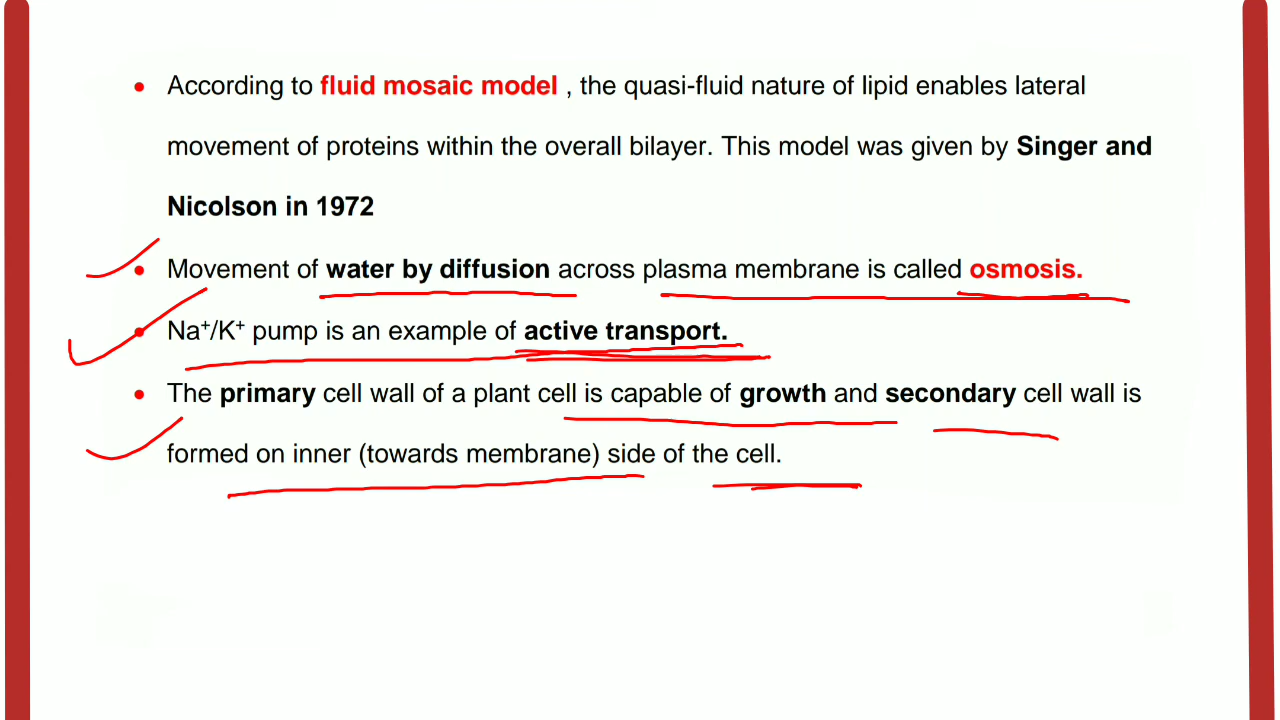 • According to fluid mosaic model , the quasi-fluid nature of lipid enables lateral
movement of proteins within the overall bilayer. This model was given by Singer and
Nicolson in 1972
• Movement of water by diffusion across plasma membrane is called osmosis.
• Na⁺/K⁺ pump is an example of active transport.
• The primary cell wall of a plant cell is capable of growth and secondary cell wall is
formed on inner (towards membrane) side of the cell.